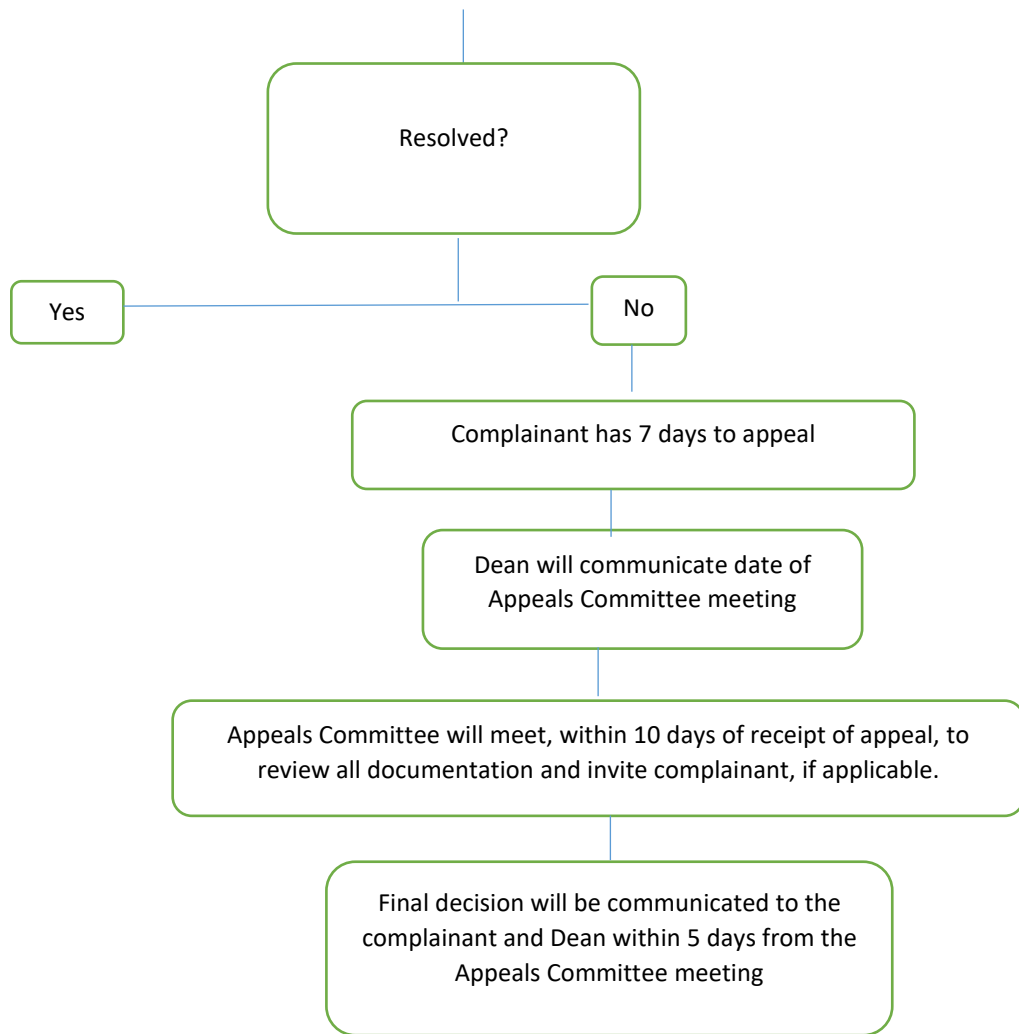 Resolved?
Yes
No
Complainant has 7 days to appeal
Dean will communicate date of
Appeals Committee meeting
Appeals Committee will meet, within 10 days of receipt of appeal, to
review all documentation and invite complainant, if applicable.
Final decision will be communicated to the
complainant and Dean within 5 days from the
Appeals Committee meeting